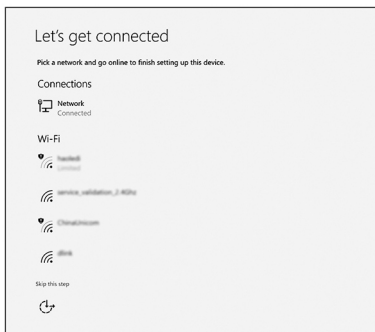 Let's get connected
Pick a network and go online to finish setting up this device.
Connections
Network
Connected
Wi-Fi
Limited
service_validation_2.4Ghz
ChinaUnicom
dlink
Skip this step